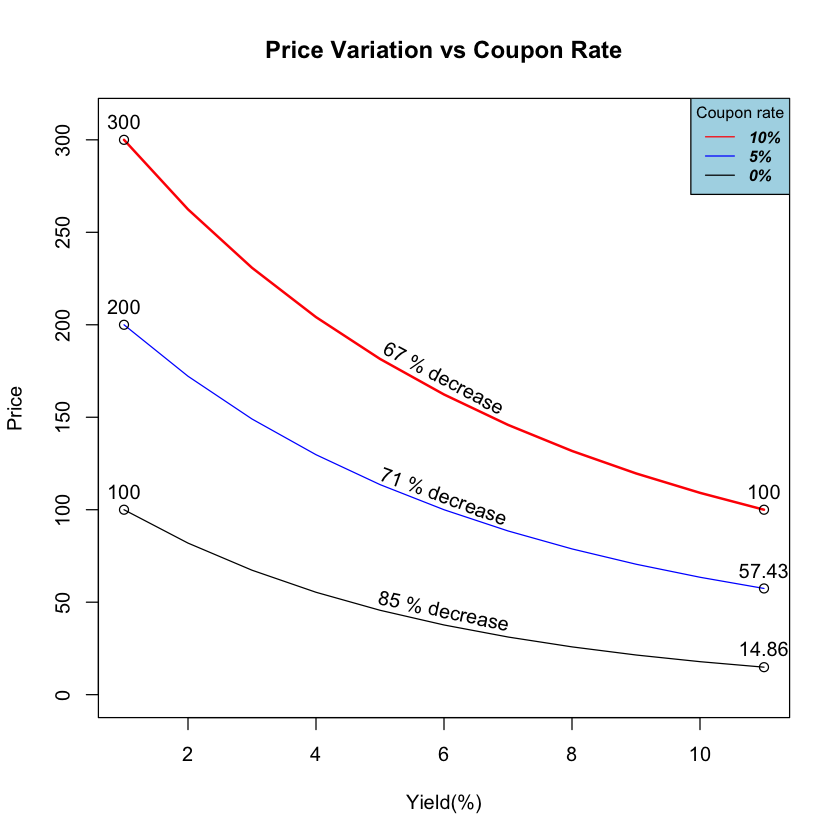 Price Variation vs Coupon Rate
Coupon rate
10%
5%
0%
300
200
100
67 % decrease
71 % decrease
85 % decrease
100
57.43
14.86
Price
300
250
200
150
100
50
0
2 4 6 8 10
Yield(%)